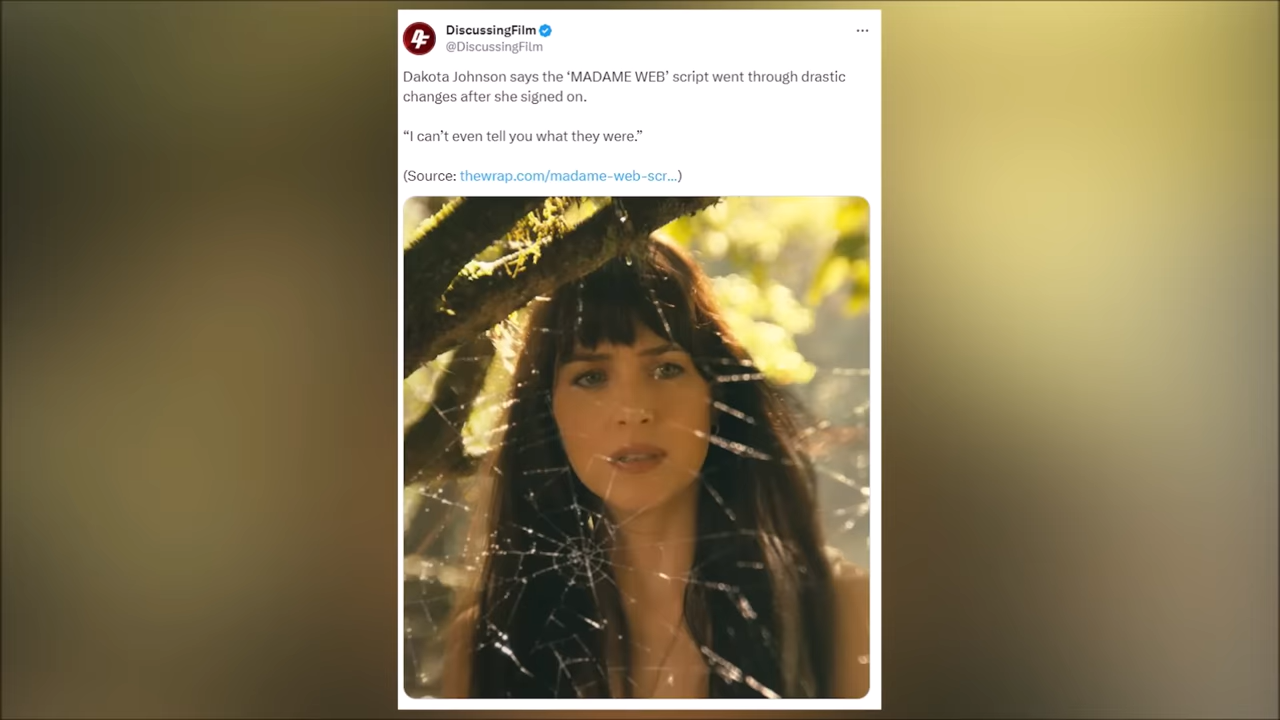 DiscussingFilm
@DiscussingFilm
Dakota Johnson says the ‘MADAME WEB’ script went through drastic
changes after she signed on.
“I can’t even tell you what they were.”
(Source: thewrap.com/madame-web-scr...)